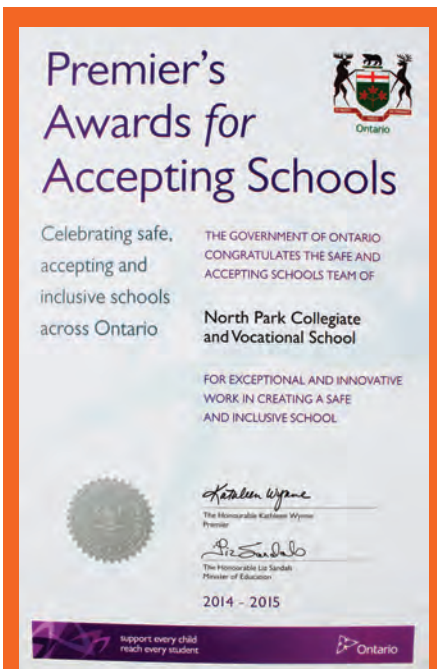 Premier's
Awards for
Accepting Schools
Ontario
Celebrating safe,
accepting and
inclusive schools
across Ontario
THE GOVERNMENT OF ONTARIO
CONGRATULATES THE SAFE AND
ACCEPTING SCHOOLS TEAM OF
North Park Collegiate
and Vocational School
FOR EXCEPTIONAL AND INNOVATIVE
WORK IN CREATING A SAFE
AND INCLUSIVE SCHOOL
Kathleen Wynne
The Honourable Kathleen Wynne
Premier
Liz Sandals
The Honourable Liz Sandals
Minister of Education
2014 - 2015
support every child
reach every student
Ontario